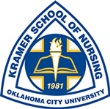 KRAMER SCHOOL OF NURSING
1981
OKLAHOMA CITY UNIVERSITY